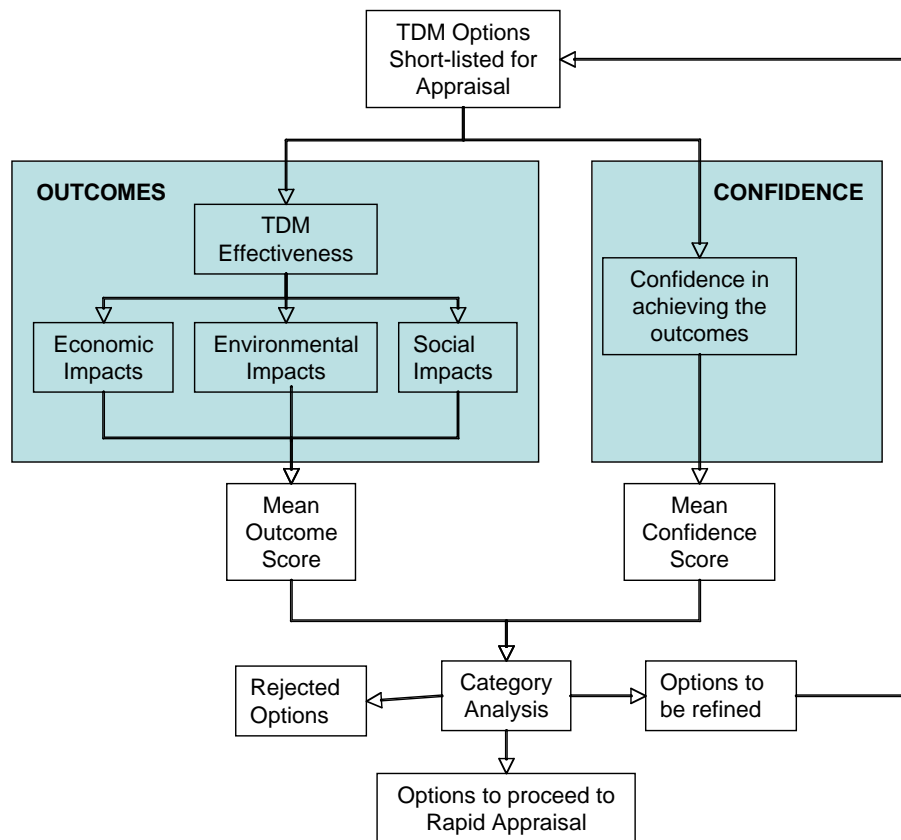 TDM Options
Short-listed for
Appraisal
OUTCOMES
CONFIDENCE
TDM
Effectiveness
Confidence in
achieving the
outcomes
Economic
Impacts
Environmental
Impacts
Social
Impacts
Mean
Outcome
Score
Mean
Confidence
Score
Rejected
Options
Category
Analysis
Options to
be refined
Options to proceed to
Rapid Appraisal